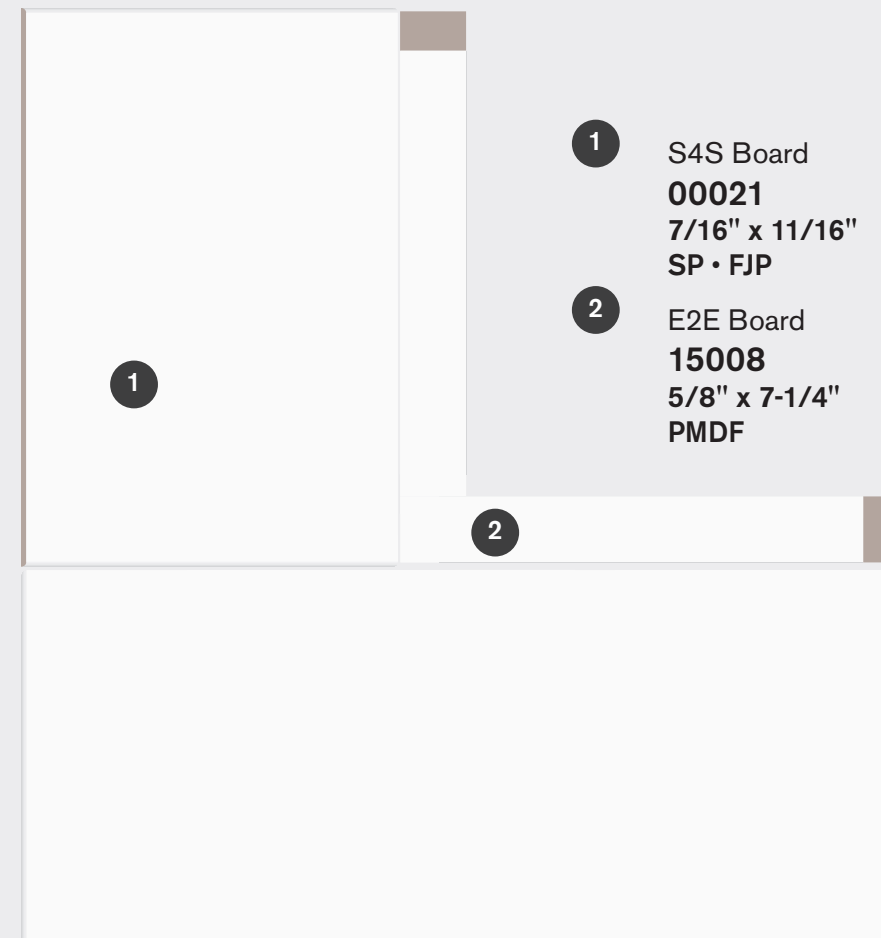 1
S4S Board
00021
7/16" x 11/16"
SP • FJP
2
E2E Board
15008
5/8" x 7-1/4"
PMDF
1
2